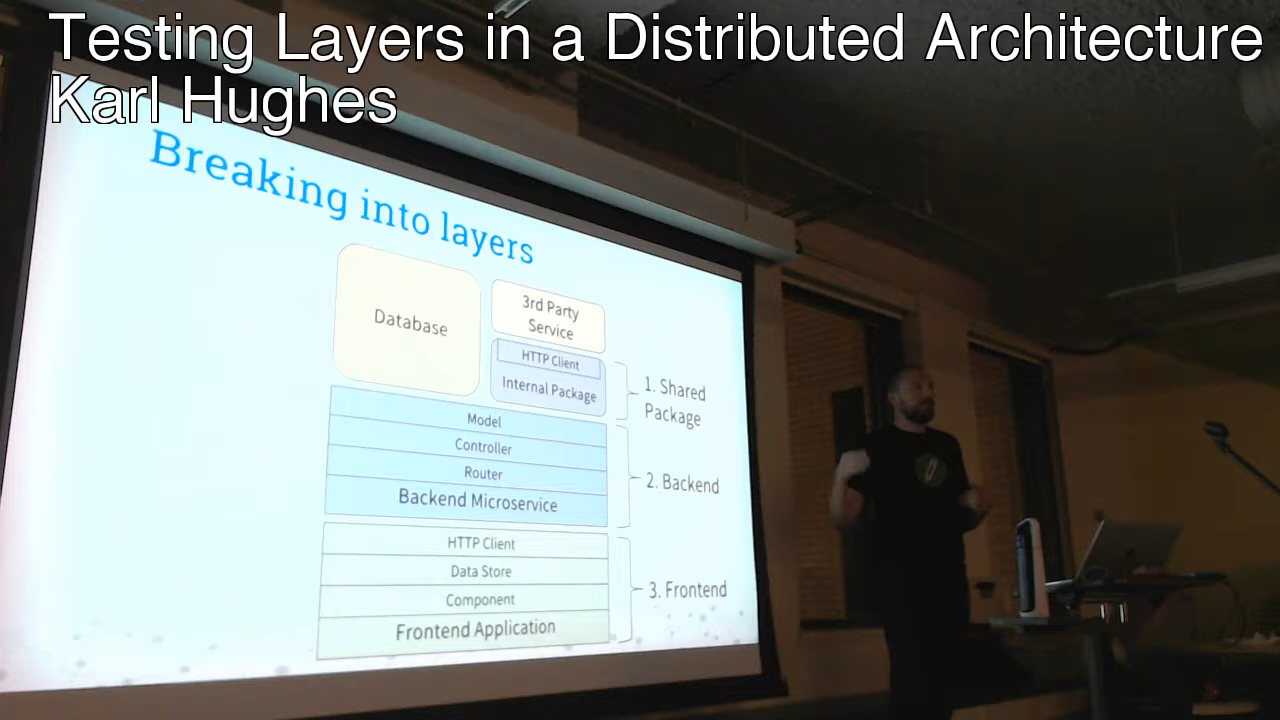 Testing Layers in a Distributed Architecture
Karl Hughes
Breaking into layers
Database
3rd Party
Service
HTTP Client
Internal Package
1. Shared
Package
Model
Controller
Router
Backend Microservice
2. Backend
HTTP Client
Data Store
Component
Frontend Application
3. Frontend